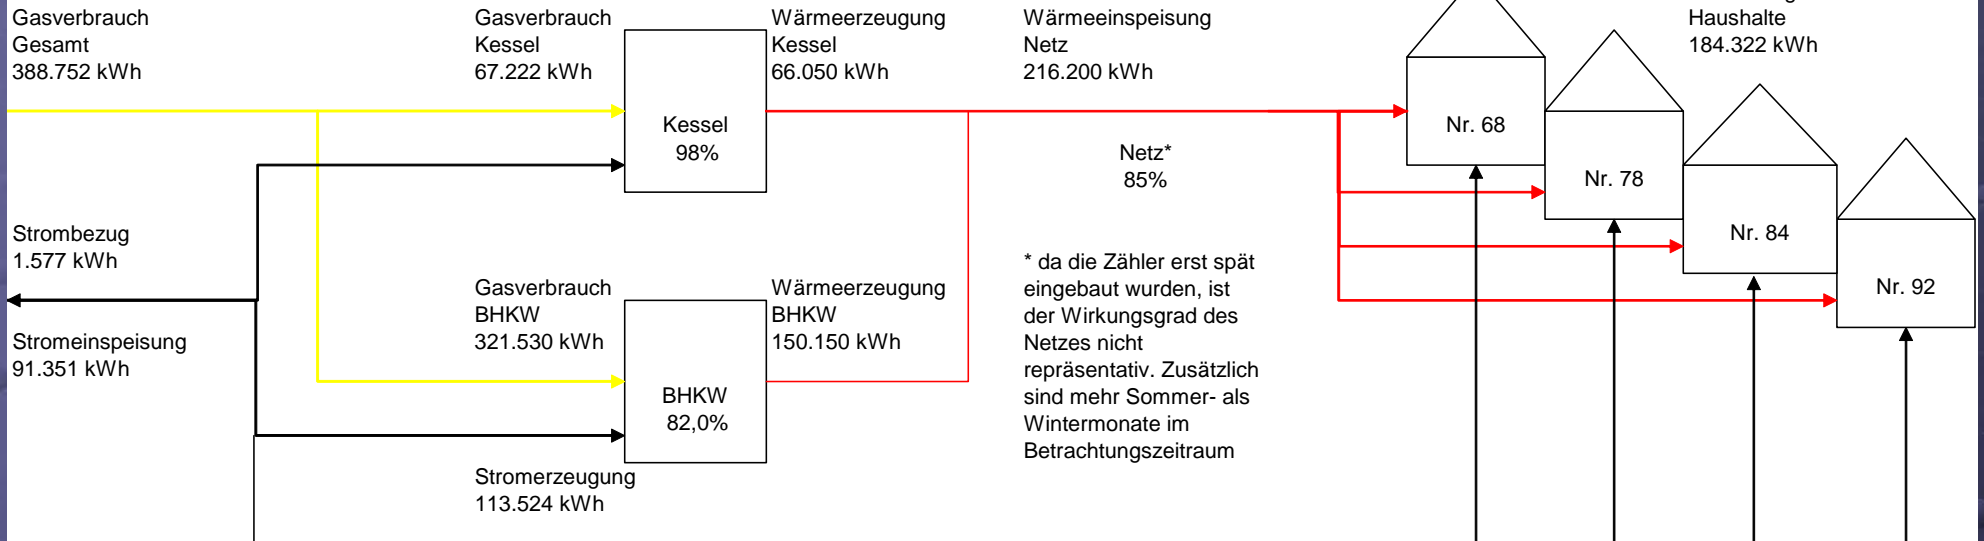 Gasverbrauch
Gesamt
388.752 kWh
Gasverbrauch
Kessel
67.222 kWh
Wärmeerzeugung
Kessel
66.050 kWh
Wärmeeinspeisung
Netz
216.200 kWh
Haushalte
184.322 kWh
Kessel
98%
Netz*
85%
Nr. 68
Nr. 78
Nr. 84
Nr. 92
Strombezug
1.577 kWh
Stromeinspeisung
91.351 kWh
Gasverbrauch
BHKW
321.530 kWh
Wärmeerzeugung
BHKW
150.150 kWh
BHKW
82,0%
Stromerzeugung
113.524 kWh
* da die Zähler erst spät
eingebaut wurden, ist
der Wirkungsgrad des
Netzes nicht
repräsentativ. Zusätzlich
sind mehr Sommer- als
Wintermonate im
Betrachtungszeitraum